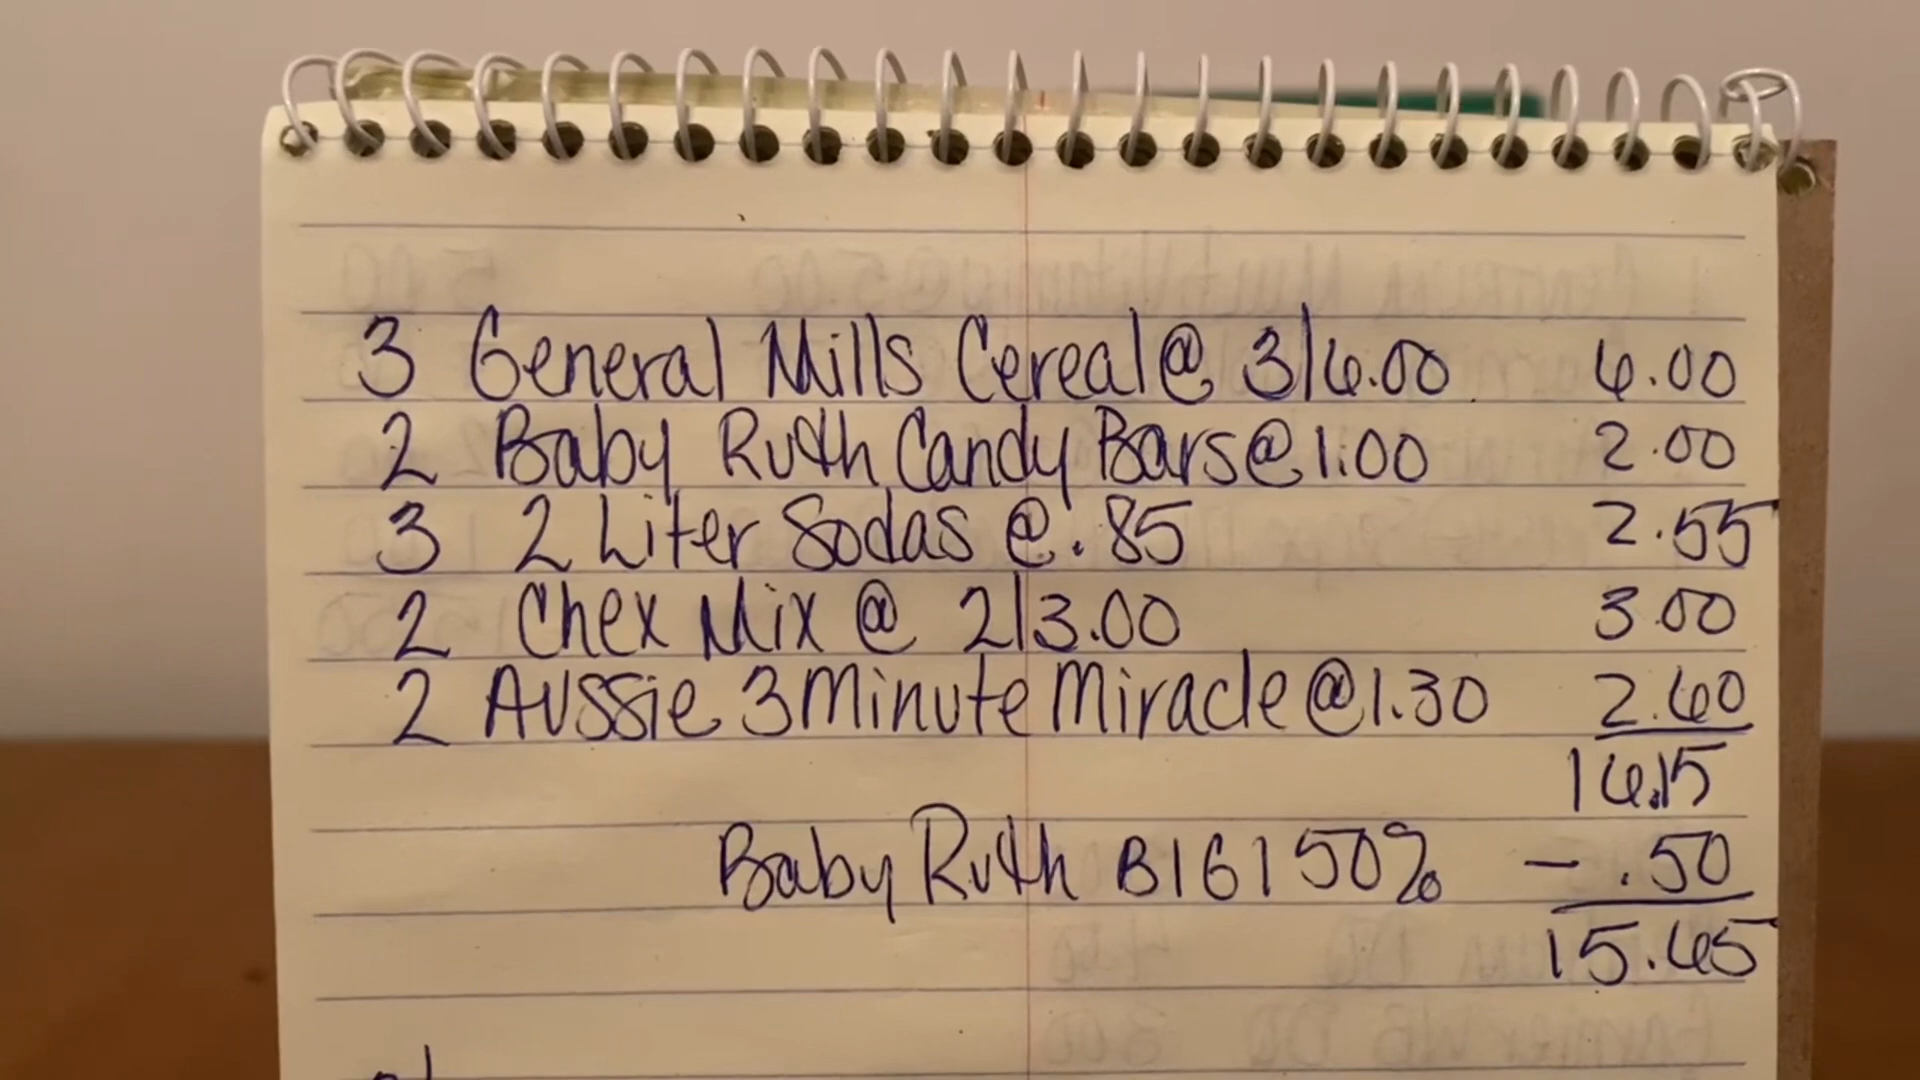 3 General Mills Cereal @ 3/6.00 6.00
2 Baby Ruth Candy Bars @ 1.00 2.00
3 2 Liter Sodas @ .85 2.55
2 Chex Mix @ 2/3.00 3.00
2 Aussie 3 Minute Miracle @ 1.30 2.60
16.15
Baby Ruth B1G1 50% - .50
15.65